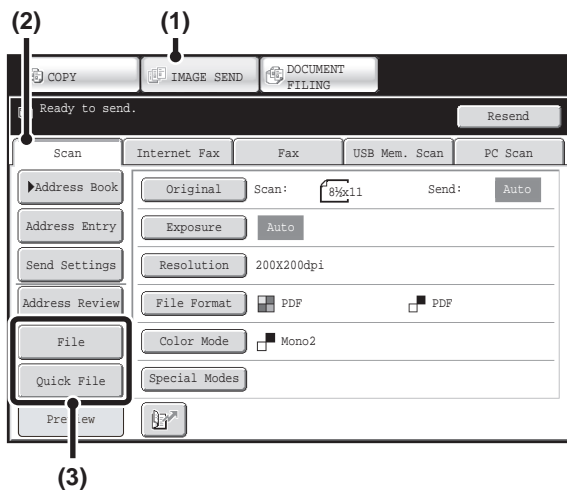 (2) (1)
COPY IMAGE SEND DOCUMENT FILING
Ready to send. Resend
Scan Internet Fax Fax USB Mem. Scan PC Scan
Address Book Original Scan: 8½x11 Send: Auto
Address Entry Exposure Auto
Send Settings Resolution 200X200dpi
Address Review File Format PDF PDF
File Color Mode Mono2
Quick File Special Modes
Preview
(3)